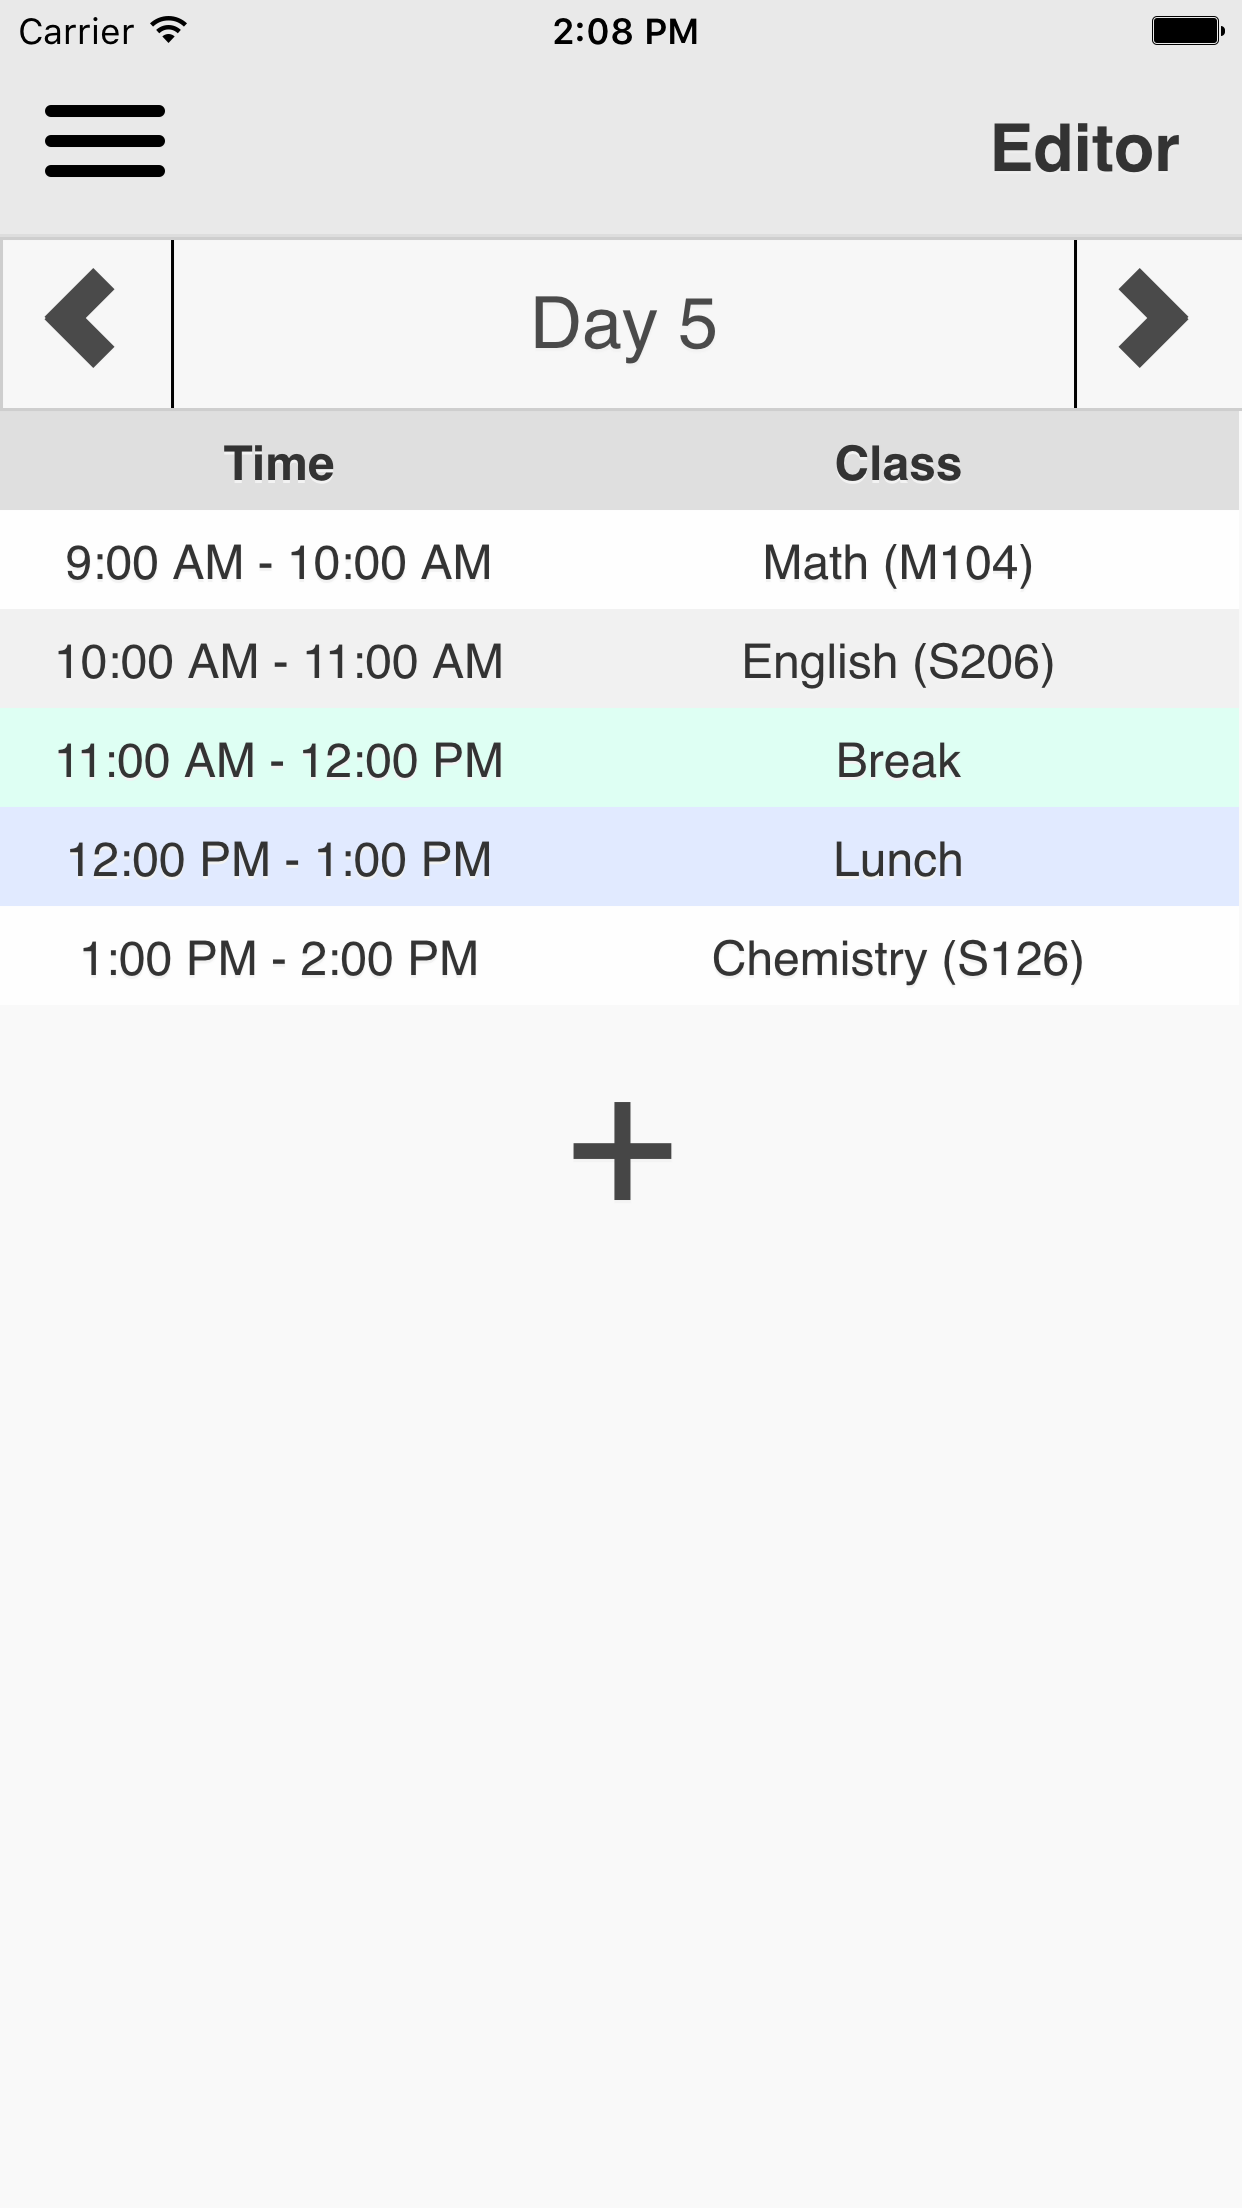 Carrier 2:08 PM
Editor
Day 5
Time Class
9:00 AM - 10:00 AM Math (M104)
10:00 AM - 11:00 AM English (S206)
11:00 AM - 12:00 PM Break
12:00 PM - 1:00 PM Lunch
1:00 PM - 2:00 PM Chemistry (S126)